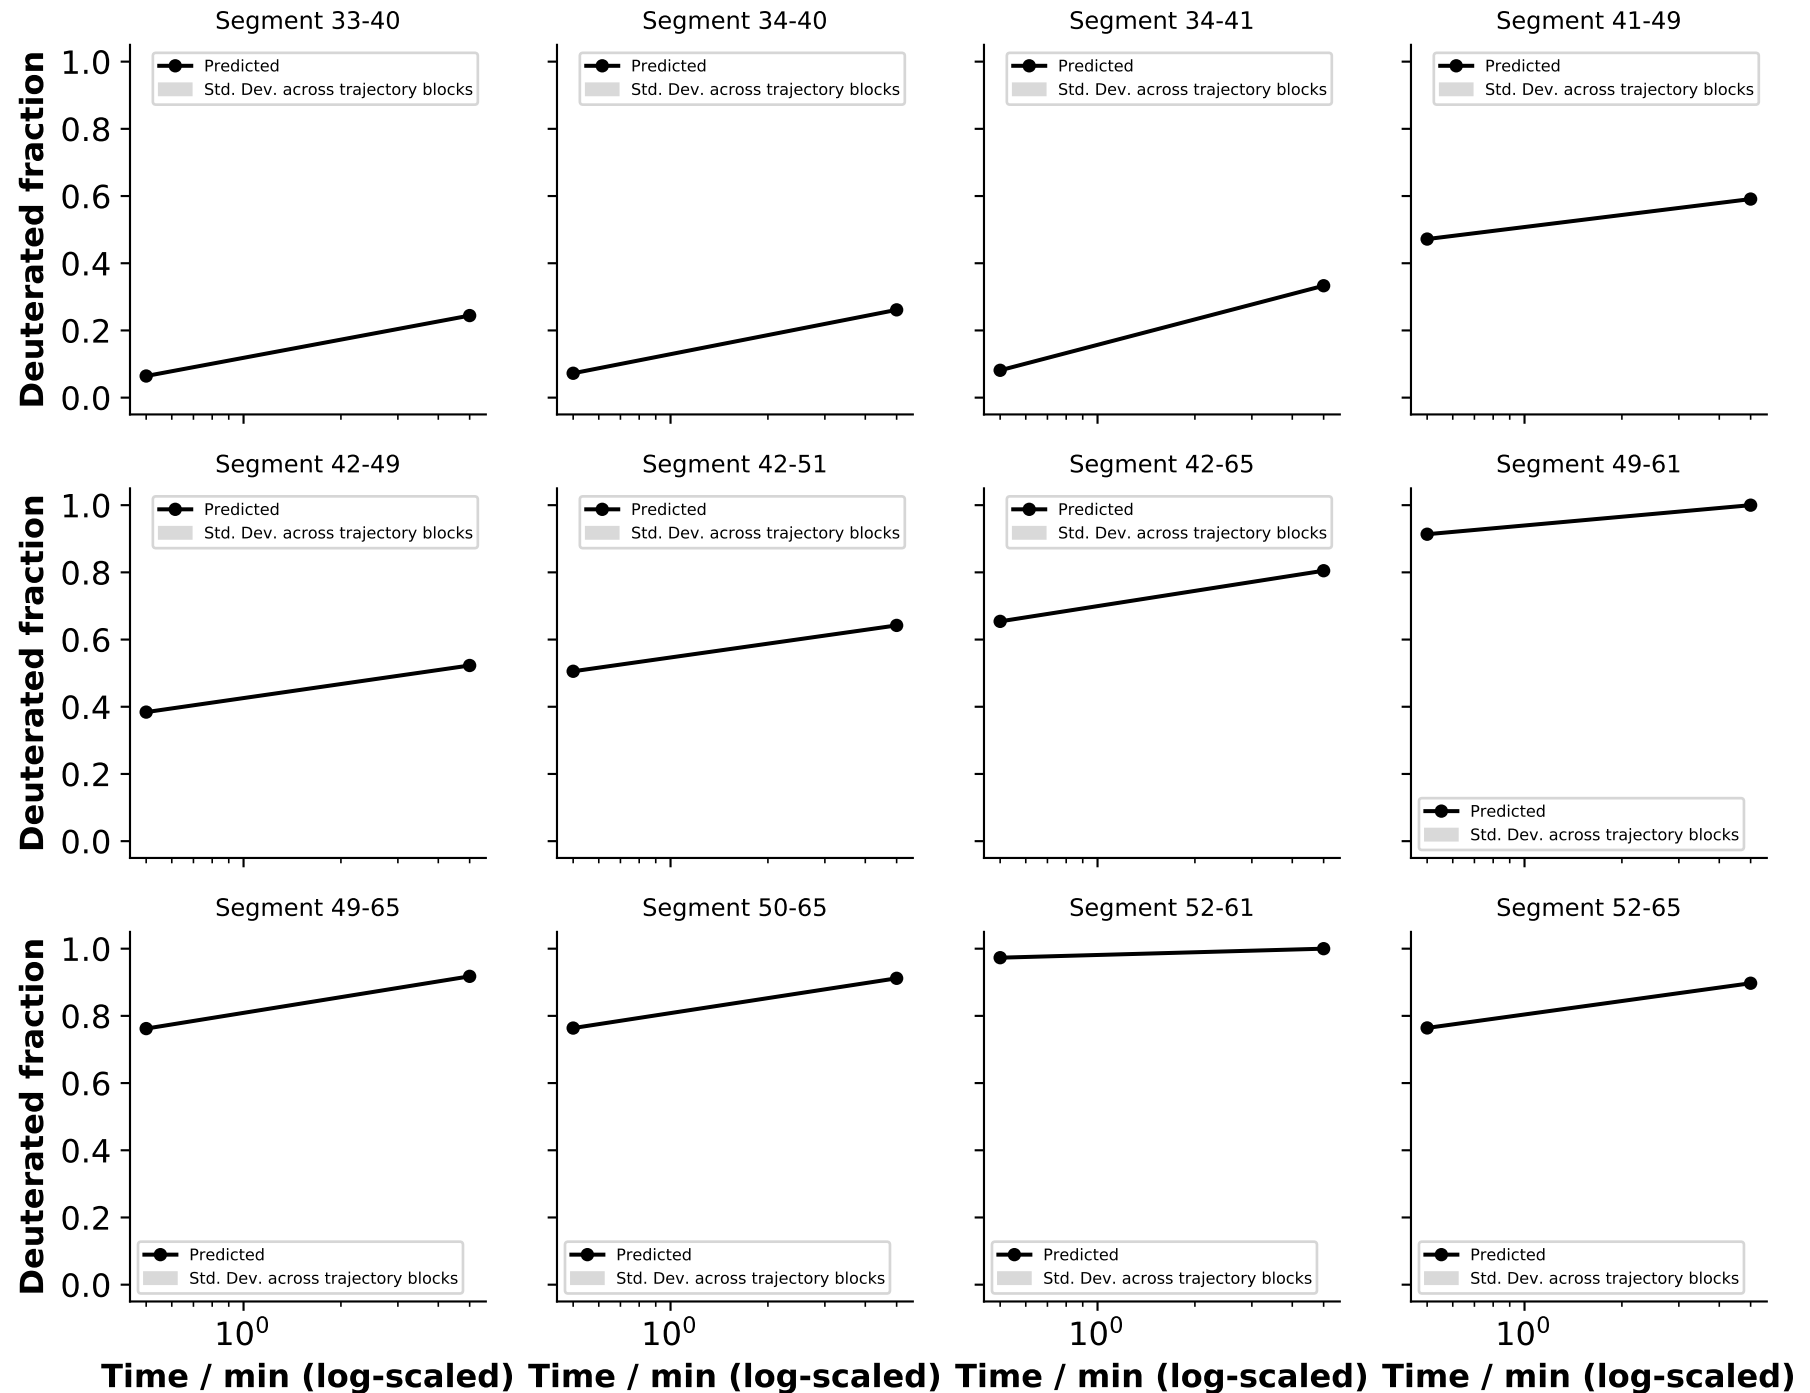 Segment 33-40
Segment 34-40
Segment 34-41
Segment 41-49
Deuterated fraction
1.0
0.8
0.6
0.4
0.2
0.0
Predicted
Std. Dev. across trajectory blocks
Predicted
Std. Dev. across trajectory blocks
Predicted
Std. Dev. across trajectory blocks
Predicted
Std. Dev. across trajectory blocks
Segment 42-49
Segment 42-51
Segment 42-65
Segment 49-61
Deuterated fraction
1.0
0.8
0.6
0.4
0.2
0.0
Predicted
Std. Dev. across trajectory blocks
Predicted
Std. Dev. across trajectory blocks
Predicted
Std. Dev. across trajectory blocks
Predicted
Std. Dev. across trajectory blocks
Segment 49-65
Segment 50-65
Segment 52-61
Segment 52-65
Deuterated fraction
1.0
0.8
0.6
0.4
0.2
0.0
Predicted
Std. Dev. across trajectory blocks
Predicted
Std. Dev. across trajectory blocks
Predicted
Std. Dev. across trajectory blocks
Predicted
Std. Dev. across trajectory blocks
10⁰
10⁰
10⁰
10⁰
Time / min (log-scaled)
Time / min (log-scaled)
Time / min (log-scaled)
Time / min (log-scaled)